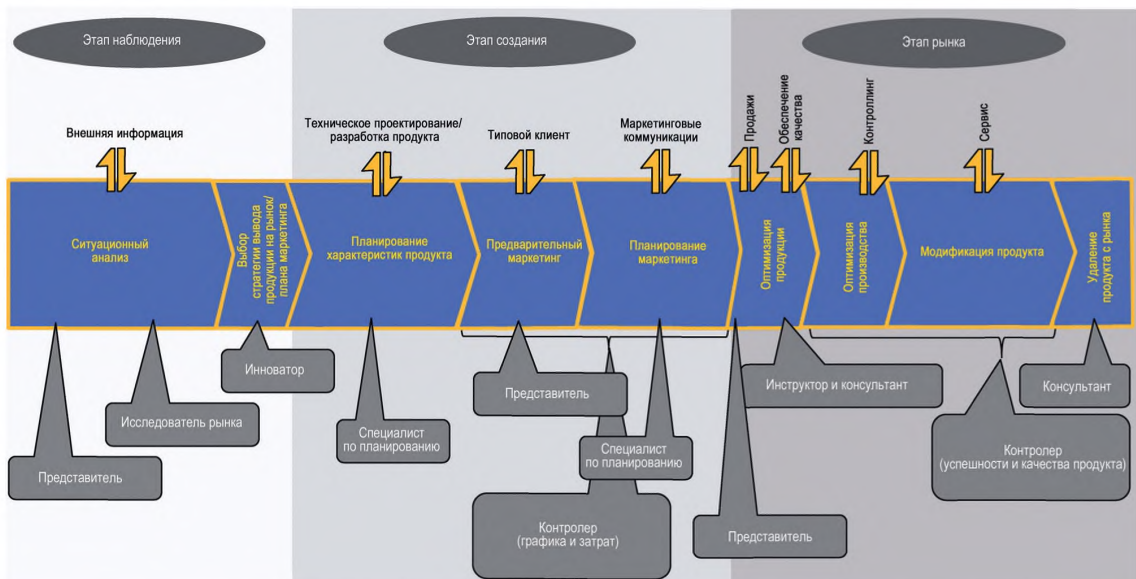 Этап наблюдения
Этап создания
Этап рынка
Внешняя информация
Техническое проектирование/
разработка продукта
Типовой клиент
Маркетинговые
коммуникации
Продажи
Обеспечение
качества
Контроллинг
Сервис
Ситуационный
анализ
Выбор
стратегии вывода
продукции на рынок/
плана маркетинга
Планирование
характеристик продукта
Предварительный
маркетинг
Планирование
маркетинга
Оптимизация
продукции
Оптимизация
производства
Модификация продукта
Удаление
продукта с рынка
Инноватор
Представитель
Инструктор и консультант
Консультант
Исследователь рынка
Специалист
по планированию
Специалист
по планированию
Контролер
(успешности и качества продукта)
Представитель
Контролер
(графика и затрат)
Представитель